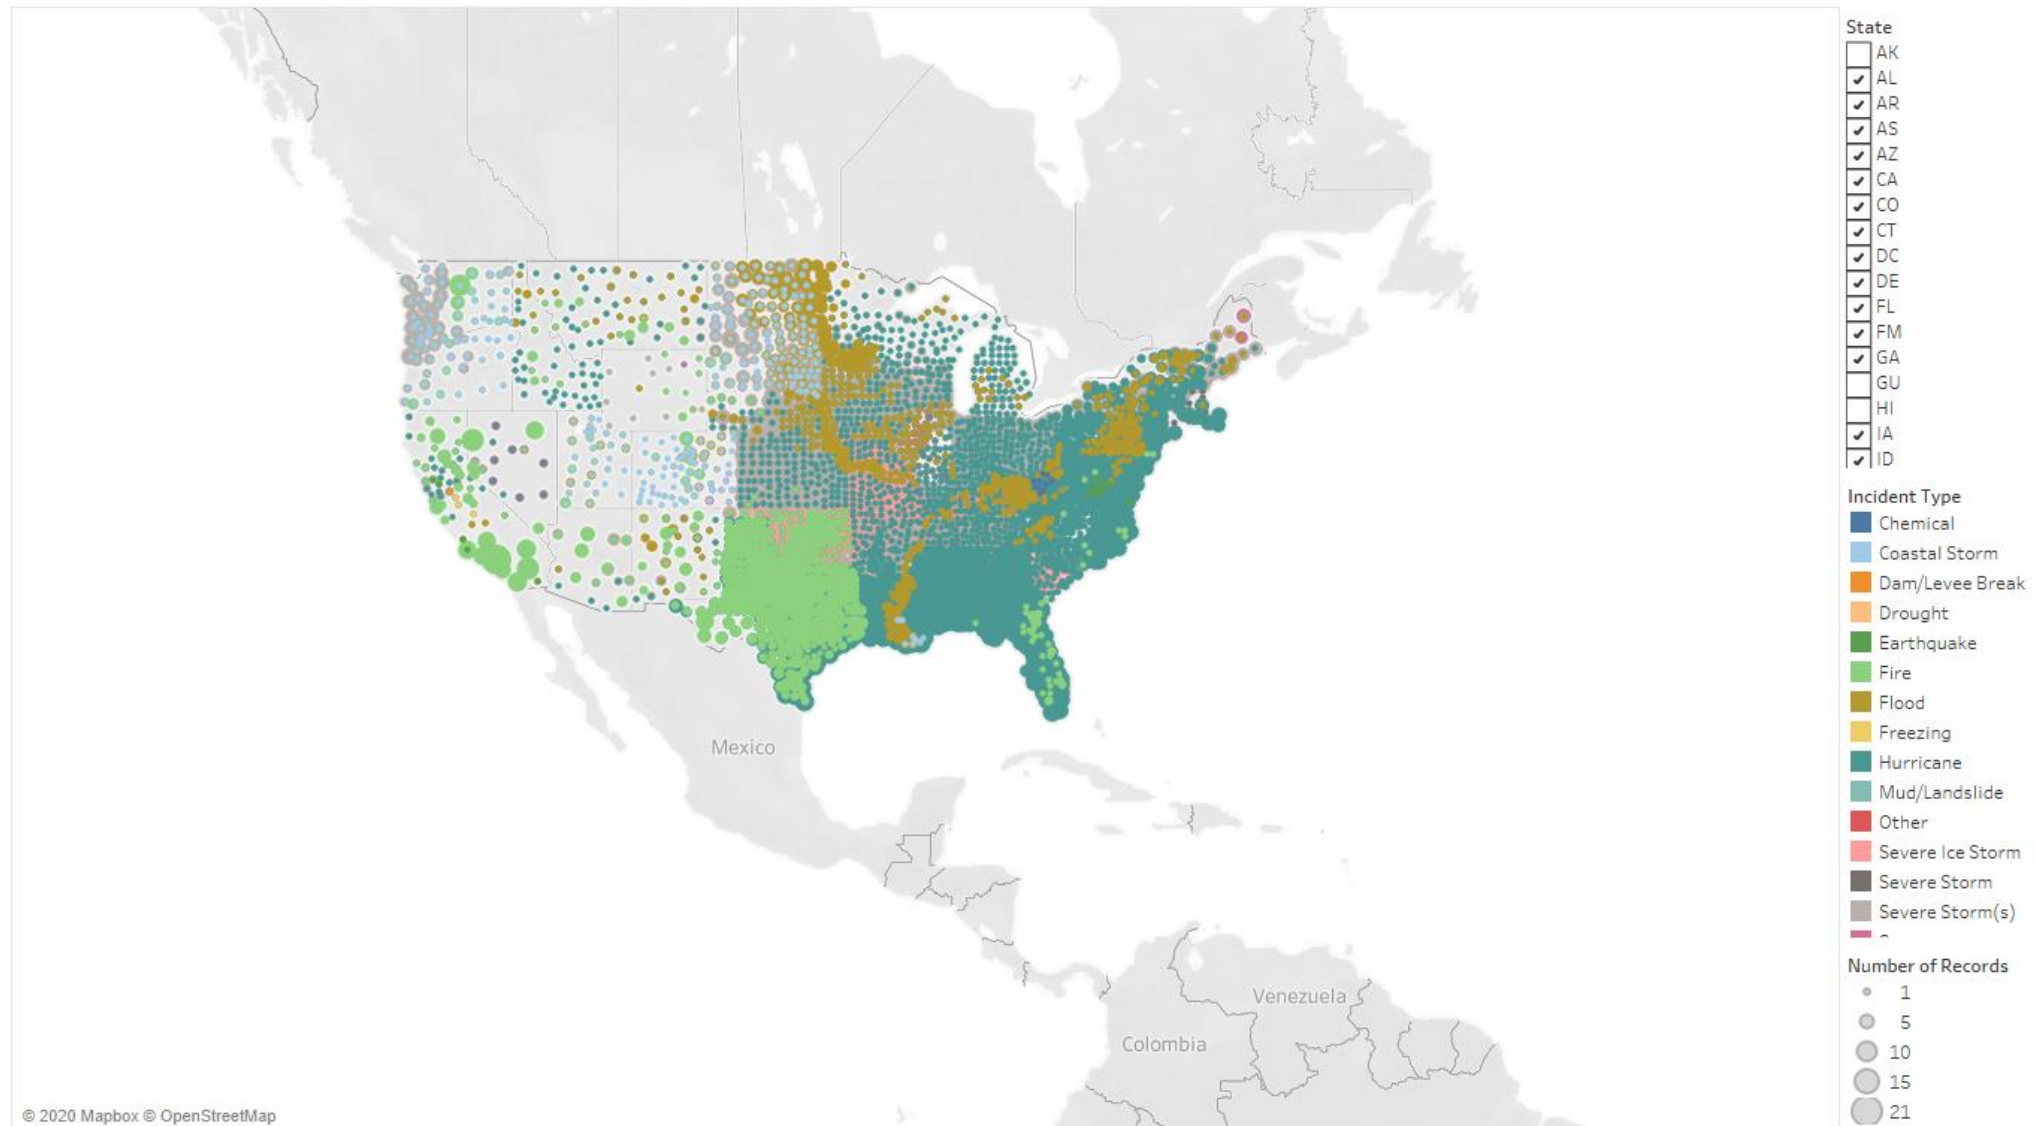 State
AK
AL
AR
AS
AZ
CA
CO
CT
DC
DE
FL
FM
GA
GU
HI
IA
ID
Incident Type
Chemical
Coastal Storm
Dam/Levee Break
Drought
Earthquake
Fire
Flood
Freezing
Hurricane
Mud/Landslide
Other
Severe Ice Storm
Severe Storm
Severe Storm(s)
Number of Records
1
5
10
15
21
Mexico
Venezuela
Colombia
© 2020 Mapbox © OpenStreetMap